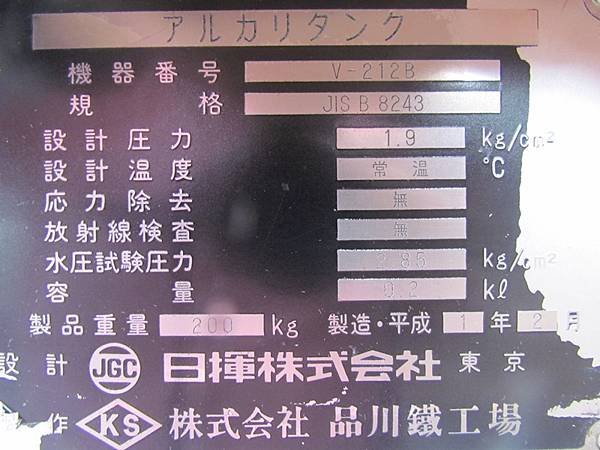 アルカリタンク
機器番号 V-212B
規格 JIS B 8243
設計圧力 1.9 kg/cm²
設計温度 常温 ℃
応力除去 無
放射線検査 無
水圧試験圧力 2.85 kg/cm²
容量 0.2 kl
製品重量 200 kg 製造・平成 1年 2月
設計 JGC 日揮株式会社 東京
作 KS 株式会社 品川鐵工場